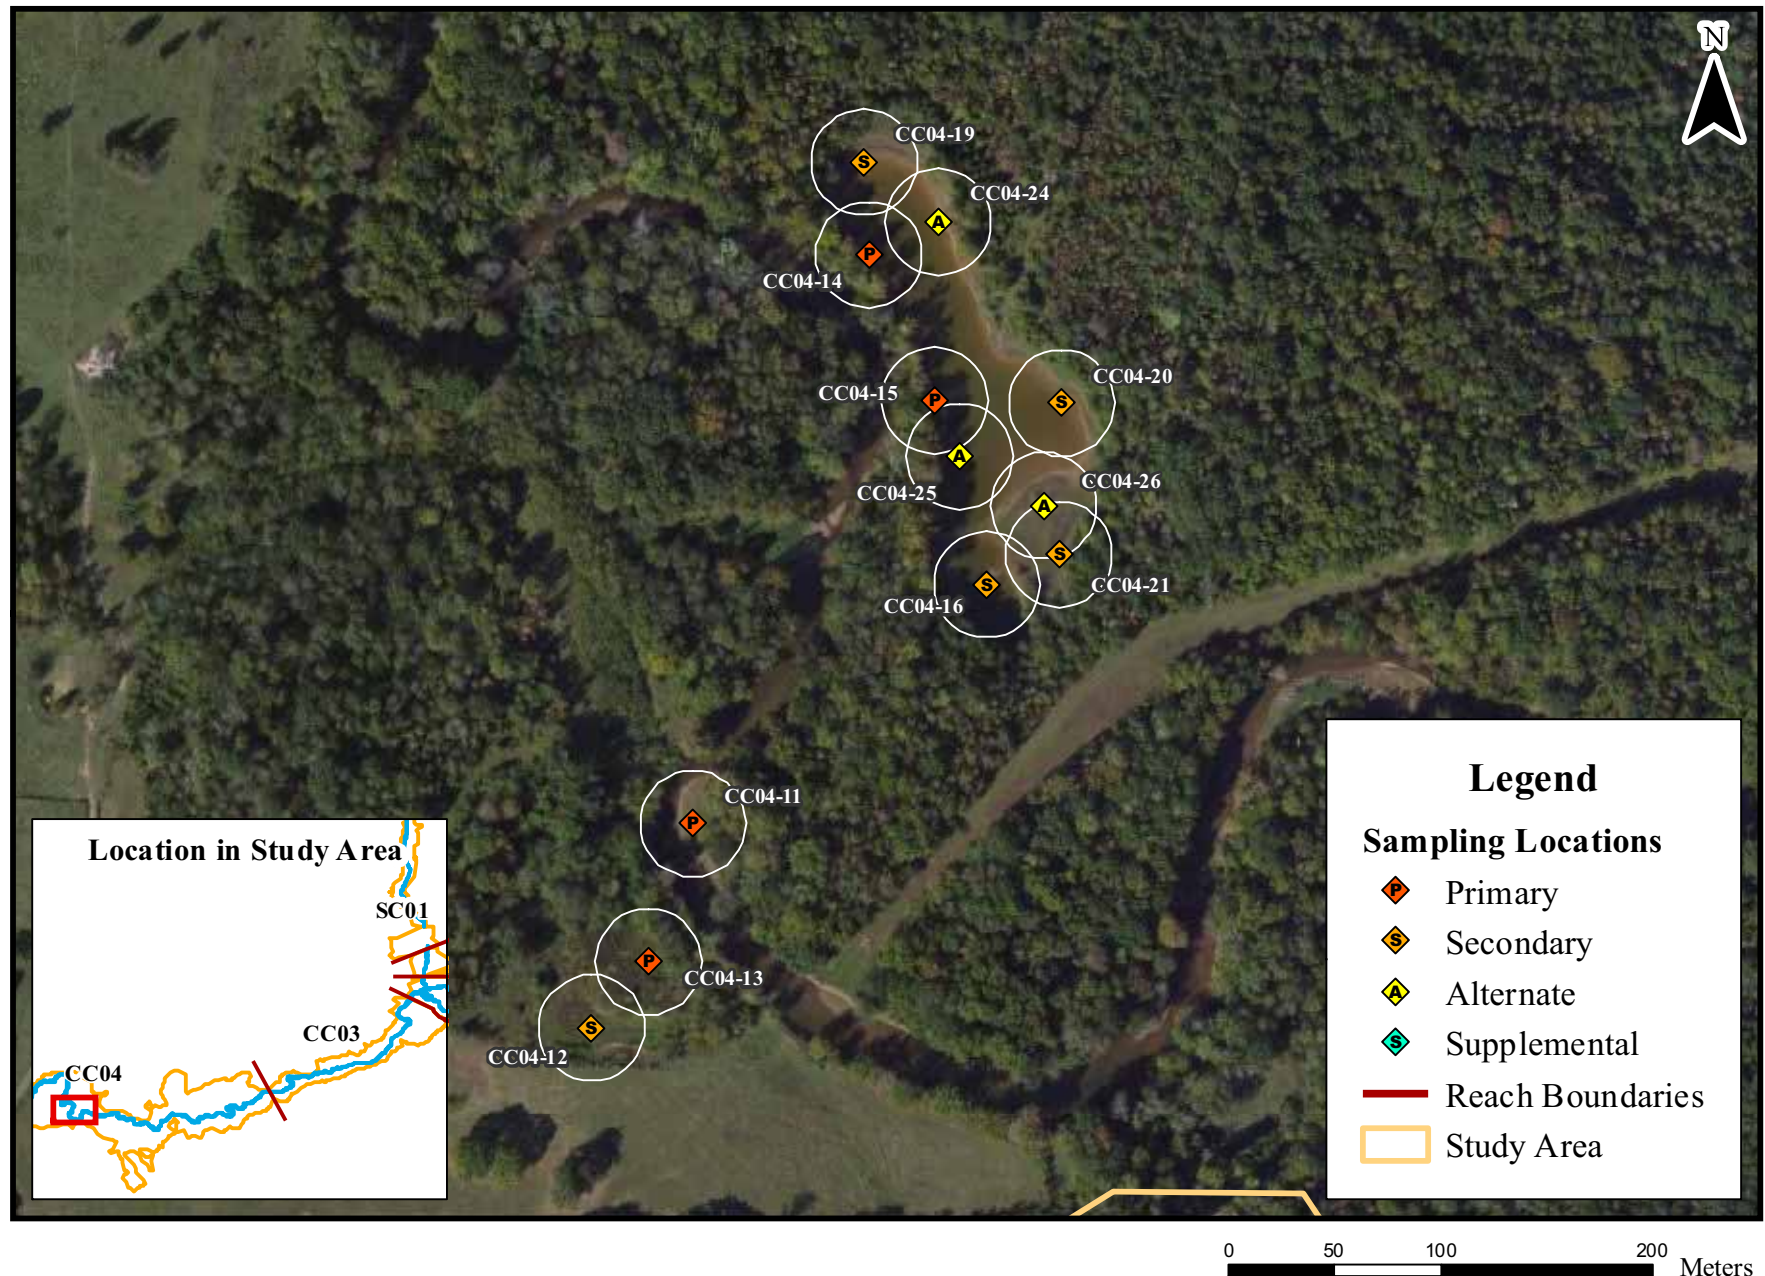 N
CC04-19
S
CC04-24
A
P
CC04-14
CC04-20
CC04-15
P
S
A
CC04-25
CC04-26
A
S
CC04-21
S
CC04-16
CC04-11
P
P
CC04-13
S
CC04-12
Location in Study Area
SC01
CC03
CC04
Legend
Sampling Locations
P Primary
S Secondary
A Alternate
S Supplemental
Reach Boundaries
Study Area
0 50 100 200
Meters